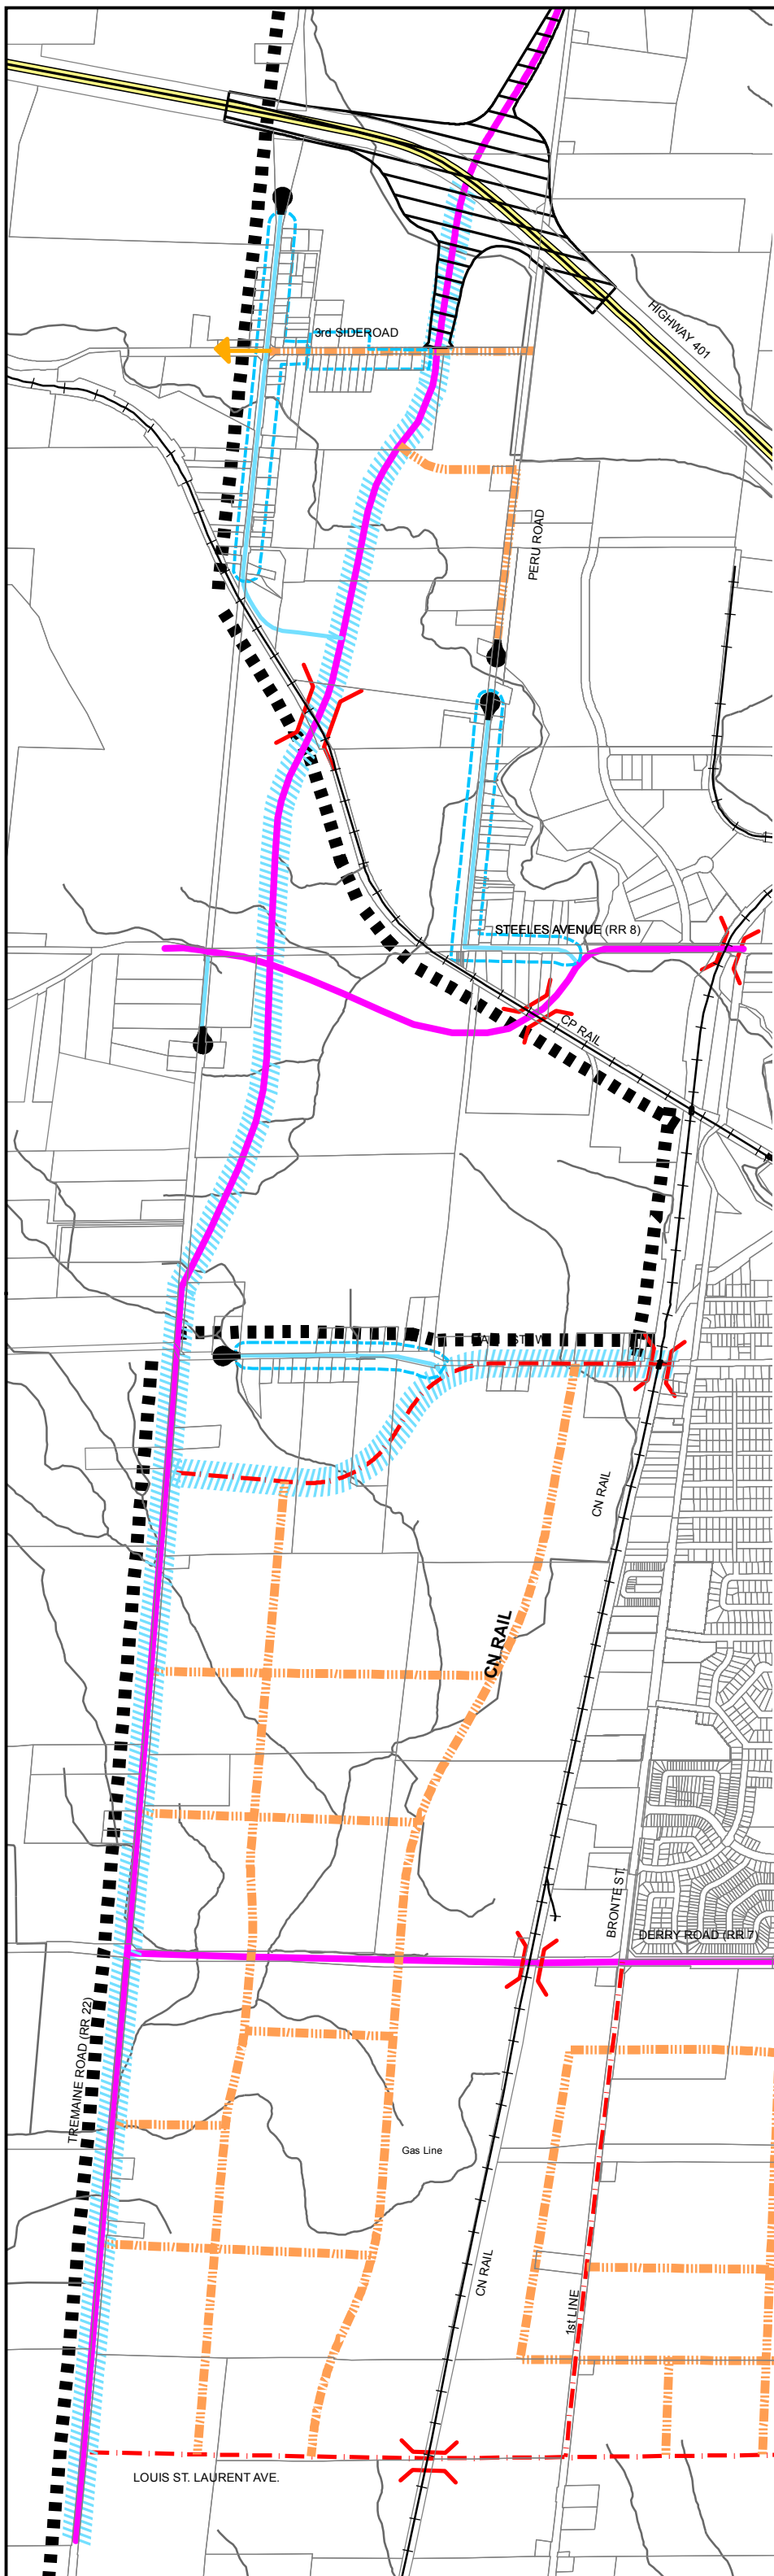 HIGHWAY 401
3rd SIDEROAD
PERU ROAD
STEELES AVENUE (RR 8)
CP RAIL
CN RAIL
CN RAIL
BRONTE ST.
DERRY ROAD (RR 7)
TREMAINE ROAD (RR 22)
Gas Line
CN RAIL
1st LINE
LOUIS ST. LAURENT AVE.